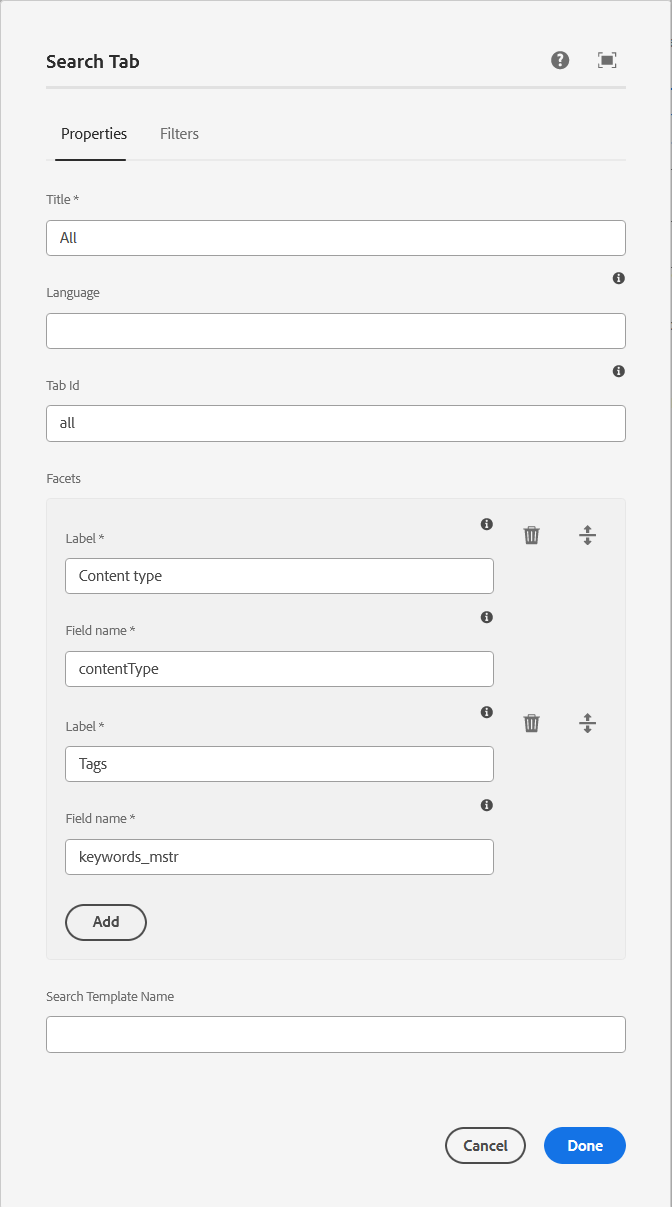 Search Tab
Properties Filters
Title *
All
Language
Tab Id
all
Facets
Label *
Content type
Field name *
contentType
Label *
Tags
Field name *
keywords_mstr
Add
Search Template Name
Cancel Done